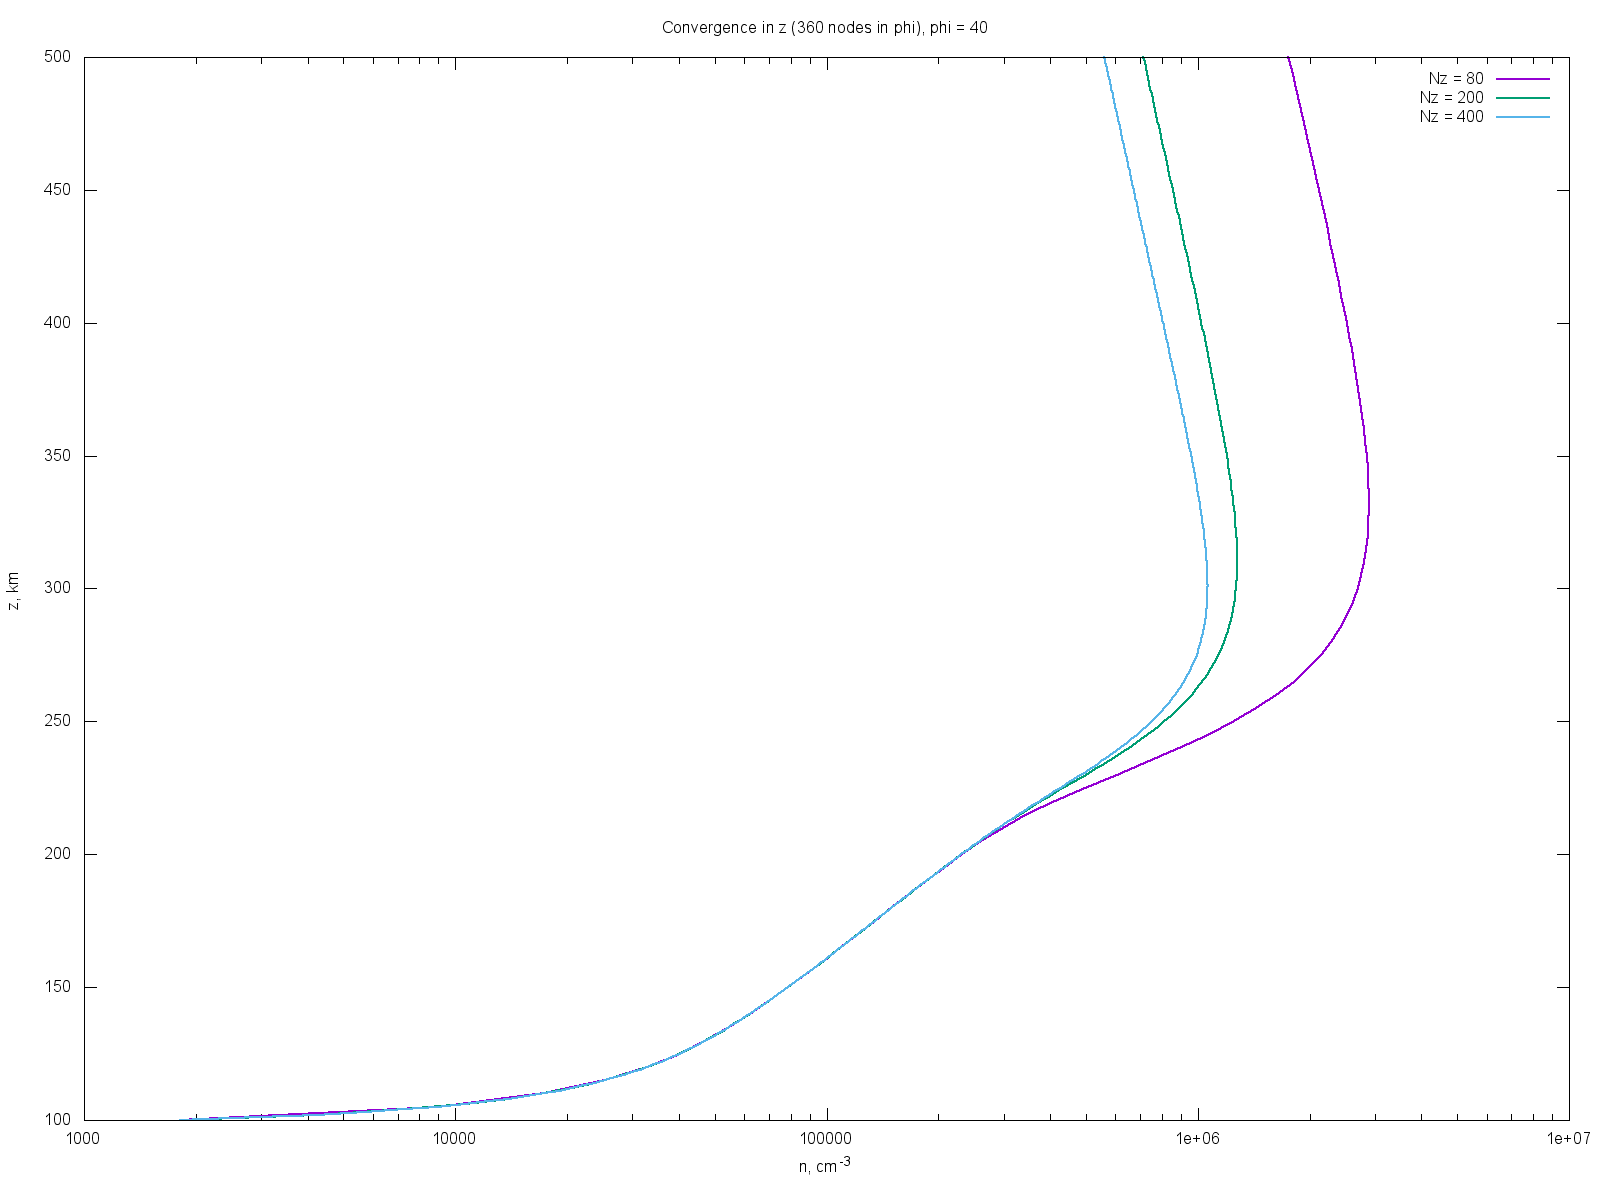 Convergence in z (360 nodes in phi), phi = 40
500
450
400
350
300
250
200
150
100
z, km
Nz = 80
Nz = 200
Nz = 400
1000 10000 100000 1e+06 1e+07
n, cm-3